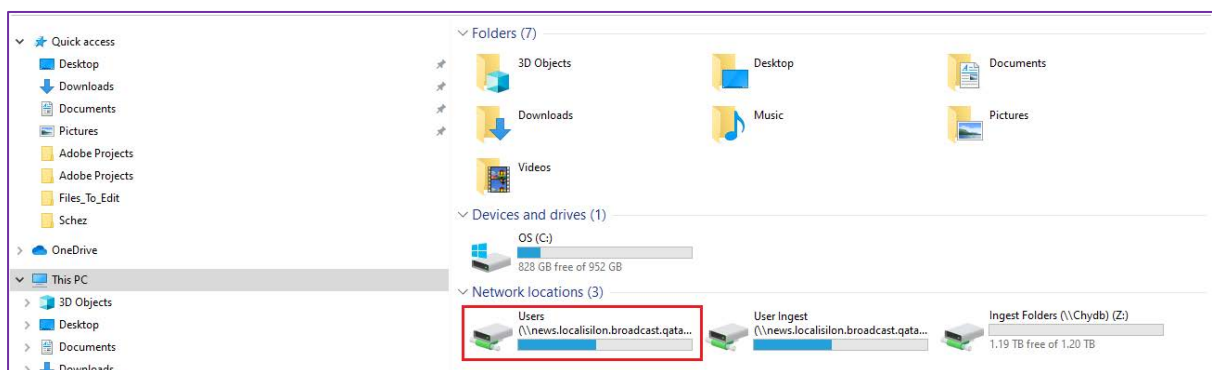 Quick access
Desktop
Downloads
Documents
Pictures
Adobe Projects
Adobe Projects
Files_To_Edit
Schez
OneDrive
This PC
3D Objects
Desktop
Documents
Downloads
Folders (7)
3D Objects
Desktop
Documents
Downloads
Music
Pictures
Videos
Devices and drives (1)
OS (C:)
828 GB free of 952 GB
Network locations (3)
Users
(\\news.localisilon.broadcast.qata...
User Ingest
(\\news.localisilon.broadcast.qata...
Ingest Folders (\\Chydb) (Z:)
1.19 TB free of 1.20 TB